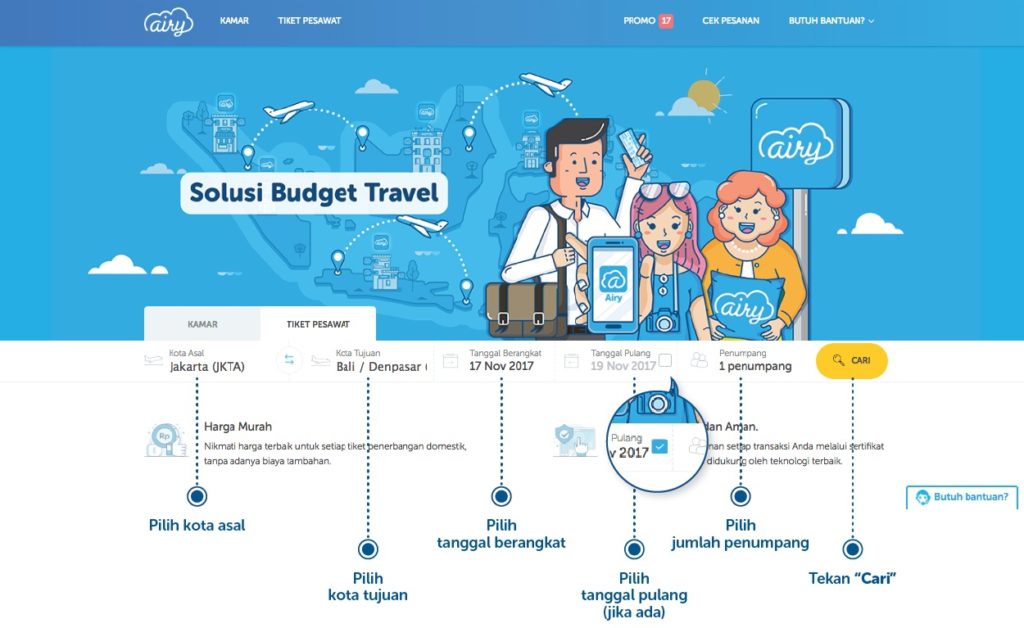 airy
KAMAR
TIKET PESAWAT
PROMO 17
CEK PESANAN
BUTUH BANTUAN?
airy
Solusi Budget Travel
Airy
airy
KAMAR
TIKET PESAWAT
Kota Asal
Jakarta (JKTA)
Kota Tujuan
Bali / Denpasar (
Tanggal Berangkat
17 Nov 2017
Tanggal Pulang
19 Nov 2017
Penumpang
1 penumpang
CARI
Rp
Harga Murah
Nikmati harga terbaik untuk setiap tiket penerbangan domestik,
tanpa adanya biaya tambahan.
Pulang
v 2017
dan Aman.
nan setiap transaksi Anda melalui sertifikat
didukung oleh teknologi terbaik.
Butuh bantuan?
Pilih kota asal
Pilih
kota tujuan
Pilih
tanggal berangkat
Pilih
tanggal pulang
(jika ada)
Pilih
jumlah penumpang
Tekan “Cari”